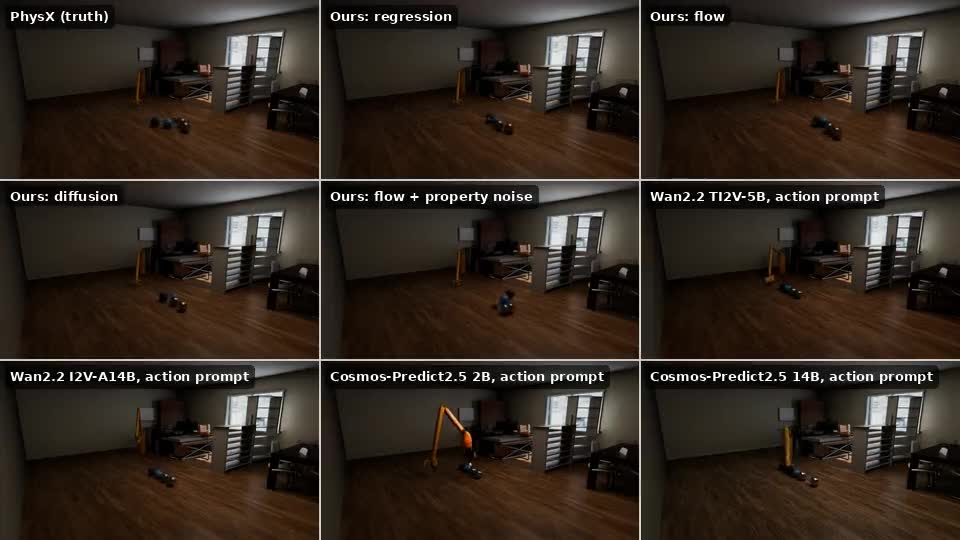 PhysX (truth)
Ours: regression
Ours: flow
Ours: diffusion
Ours: flow + property noise
Wan2.2 TI2V-5B, action prompt
Wan2.2 I2V-A14B, action prompt
Cosmos-Predict2.5 2B, action prompt
Cosmos-Predict2.5 14B, action prompt